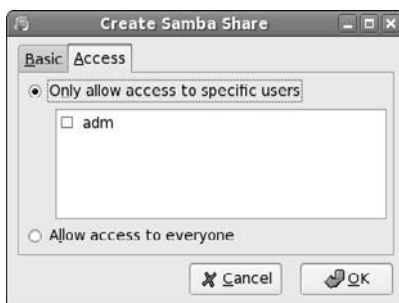 Create Samba Share
Basic Access
Only allow access to specific users
adm
Allow access to everyone
Cancel OK